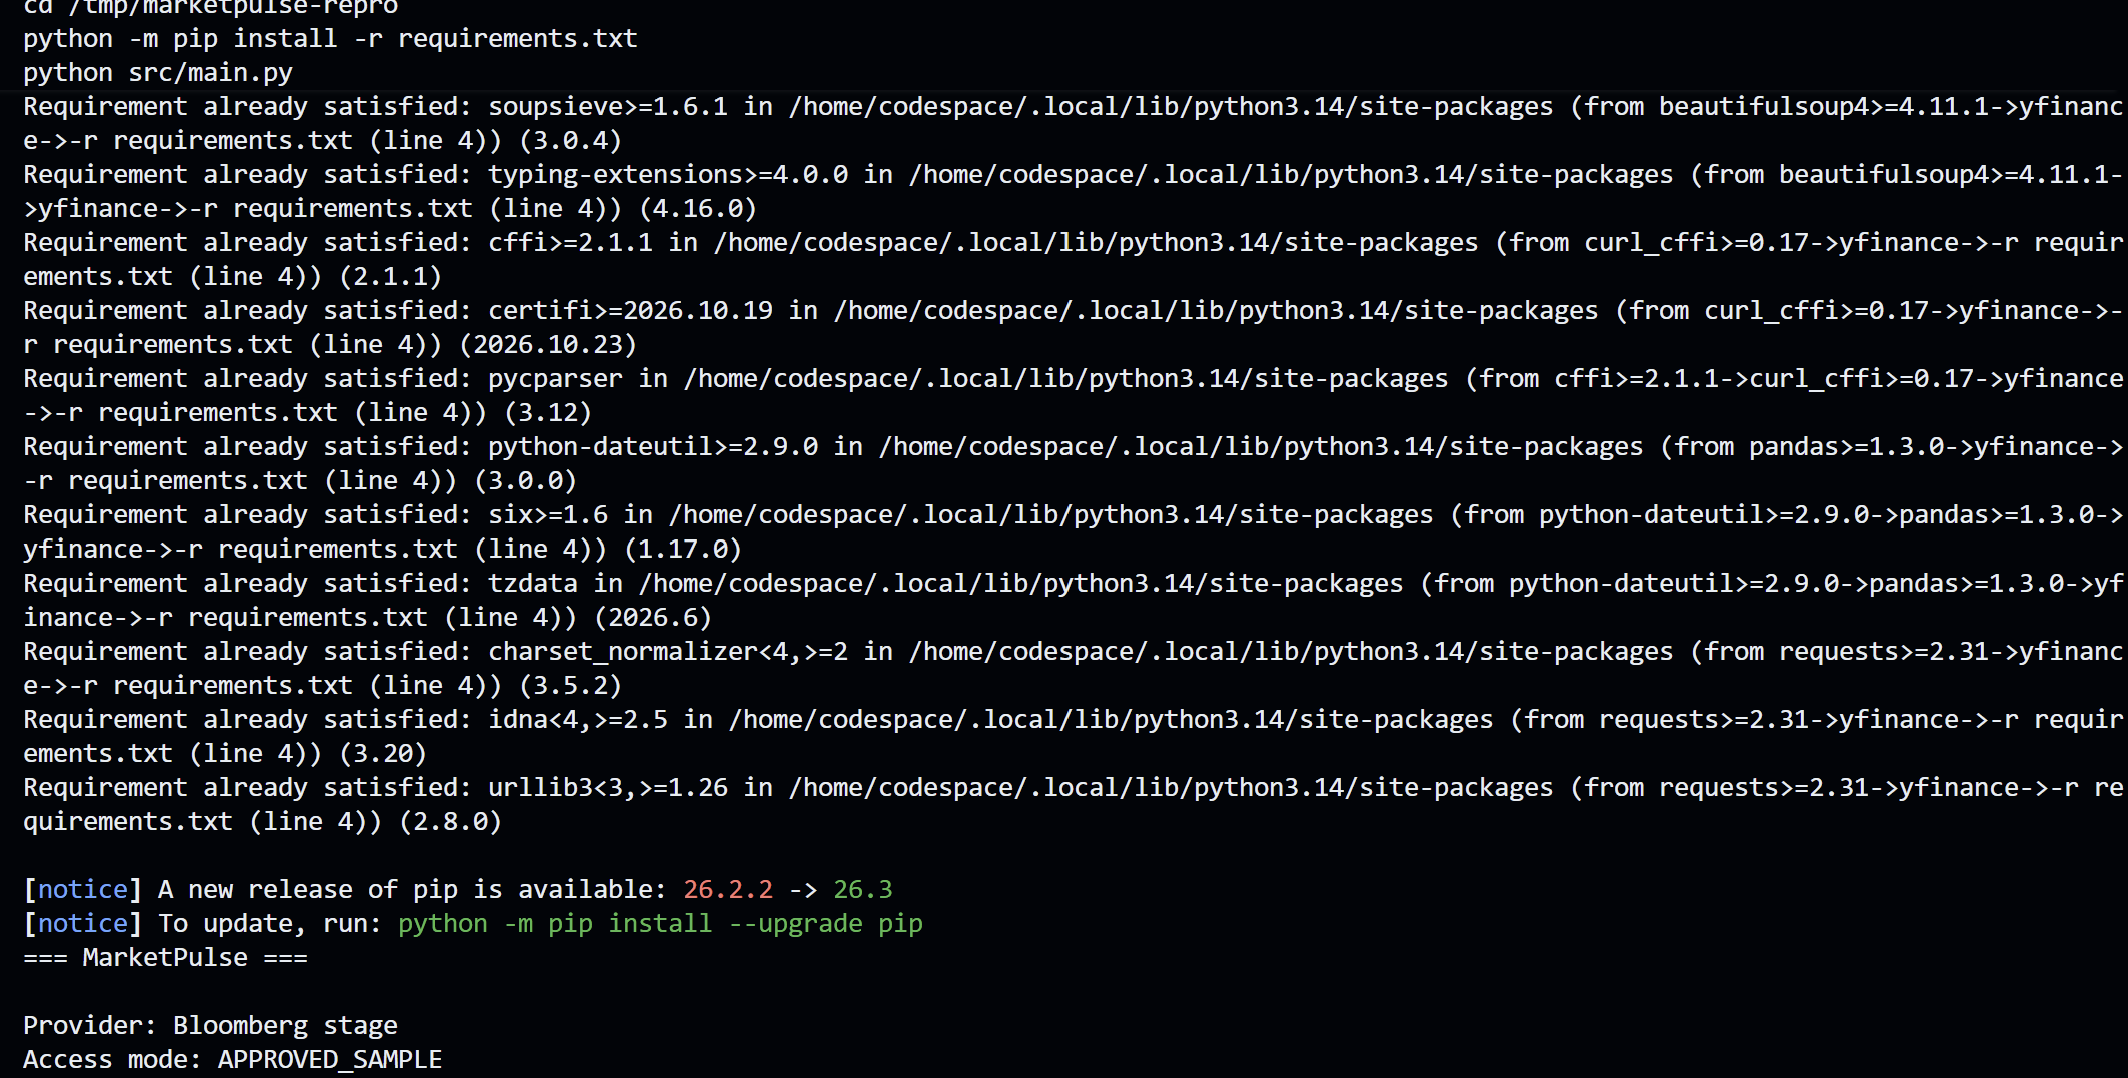 cd /tmp/marketpulse-repro
python -m pip install -r requirements.txt
python src/main.py
Requirement already satisfied: soupsieve>=1.6.1 in /home/codespace/.local/lib/python3.14/site-packages (from beautifulsoup4>=4.11.1->yfinanc
e->-r requirements.txt (line 4)) (3.0.4)
Requirement already satisfied: typing-extensions>=4.0.0 in /home/codespace/.local/lib/python3.14/site-packages (from beautifulsoup4>=4.11.1-
>yfinance->-r requirements.txt (line 4)) (4.16.0)
Requirement already satisfied: cffi>=2.1.1 in /home/codespace/.local/lib/python3.14/site-packages (from curl_cffi>=0.17->yfinance->-r requir
ements.txt (line 4)) (2.1.1)
Requirement already satisfied: certifi>=2026.10.19 in /home/codespace/.local/lib/python3.14/site-packages (from curl_cffi>=0.17->yfinance->-
r requirements.txt (line 4)) (2026.10.23)
Requirement already satisfied: pycparser in /home/codespace/.local/lib/python3.14/site-packages (from cffi>=2.1.1->curl_cffi>=0.17->yfinance
->-r requirements.txt (line 4)) (3.12)
Requirement already satisfied: python-dateutil>=2.9.0 in /home/codespace/.local/lib/python3.14/site-packages (from pandas>=1.3.0->yfinance->
-r requirements.txt (line 4)) (3.0.0)
Requirement already satisfied: six>=1.6 in /home/codespace/.local/lib/python3.14/site-packages (from python-dateutil>=2.9.0->pandas>=1.3.0->
yfinance->-r requirements.txt (line 4)) (1.17.0)
Requirement already satisfied: tzdata in /home/codespace/.local/lib/python3.14/site-packages (from python-dateutil>=2.9.0->pandas>=1.3.0->yf
inance->-r requirements.txt (line 4)) (2026.6)
Requirement already satisfied: charset_normalizer<4,>=2 in /home/codespace/.local/lib/python3.14/site-packages (from requests>=2.31->yfinanc
e->-r requirements.txt (line 4)) (3.5.2)
Requirement already satisfied: idna<4,>=2.5 in /home/codespace/.local/lib/python3.14/site-packages (from requests>=2.31->yfinance->-r requir
ements.txt (line 4)) (3.20)
Requirement already satisfied: urllib3<3,>=1.26 in /home/codespace/.local/lib/python3.14/site-packages (from requests>=2.31->yfinance->-r re
quirements.txt (line 4)) (2.8.0)
[notice] A new release of pip is available: 26.2.2 -> 26.3
[notice] To update, run: python -m pip install --upgrade pip
=== MarketPulse ===
Provider: Bloomberg stage
Access mode: APPROVED_SAMPLE